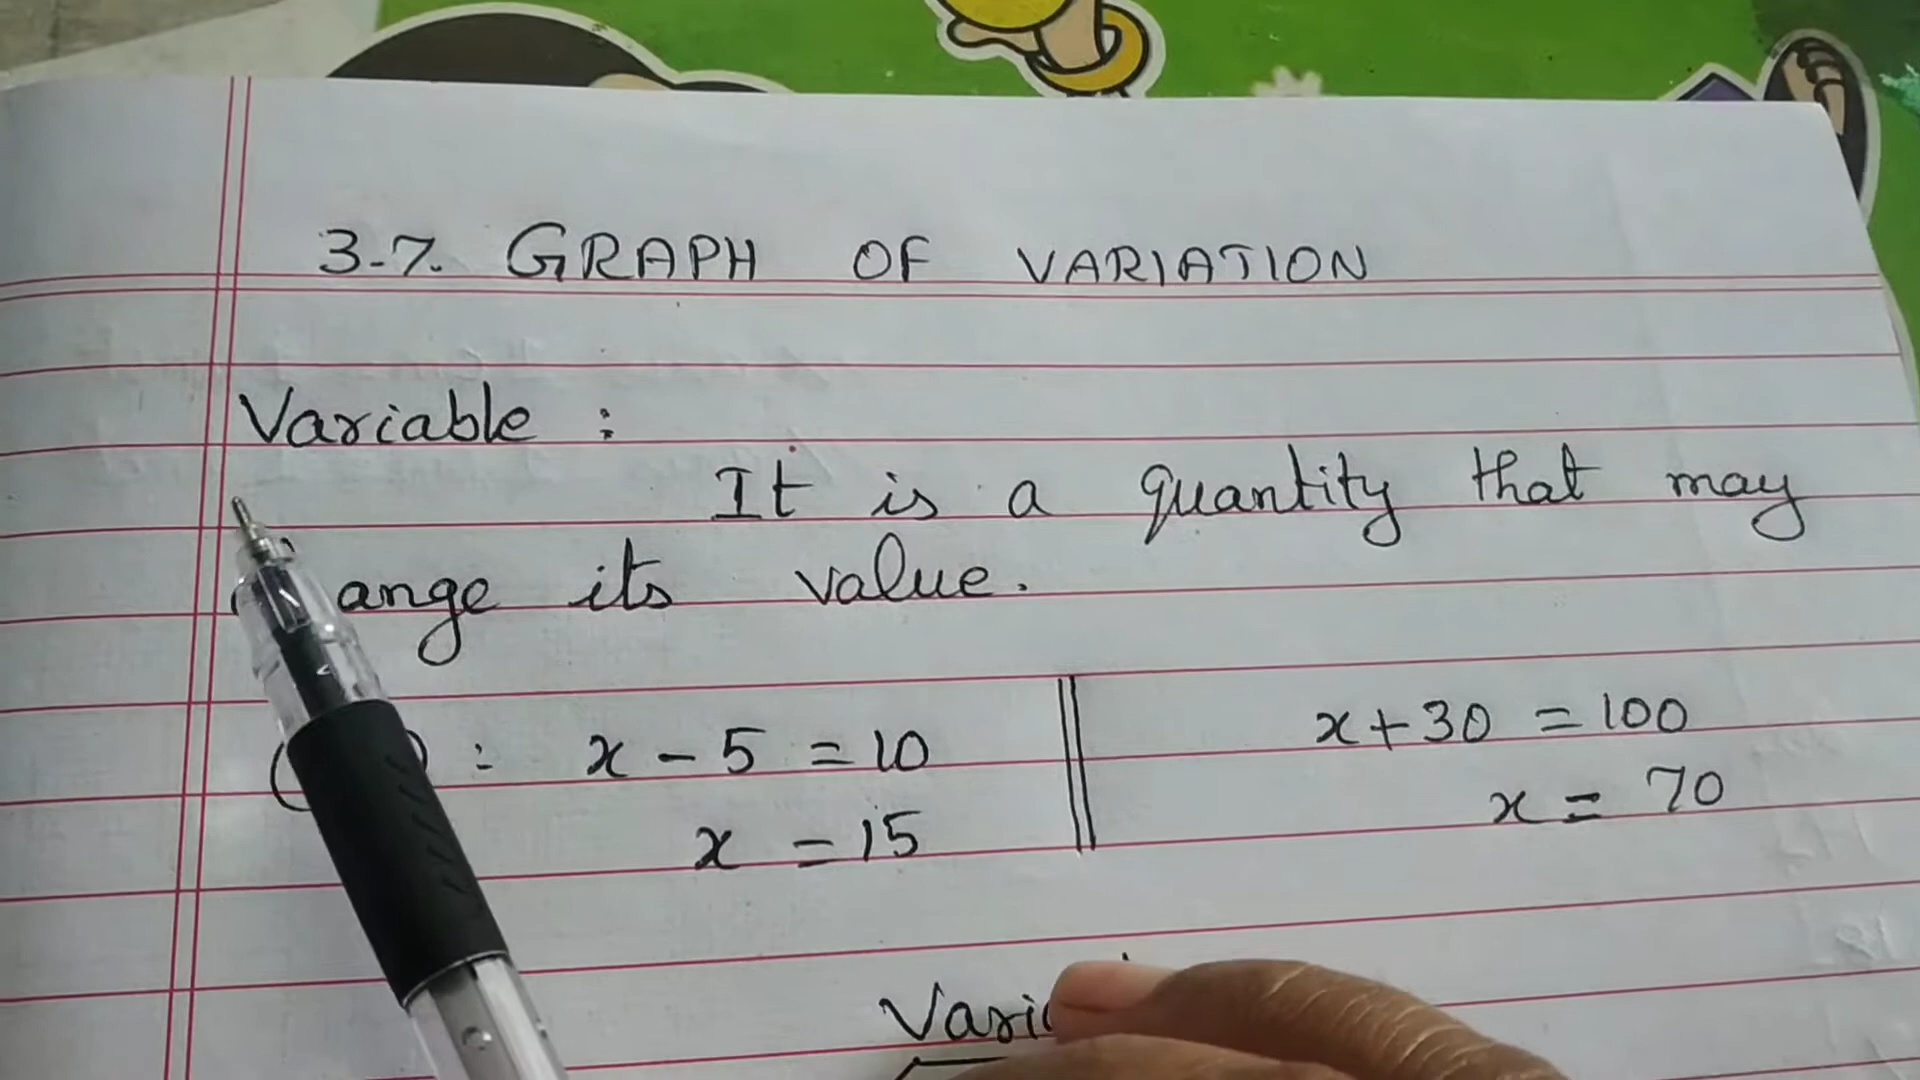 3-7. GRAPH OF VARIATION
Variable :
It is a quantity that may
its value.
: x - 5 = 10 x + 30 = 100
x = 15 x = 70